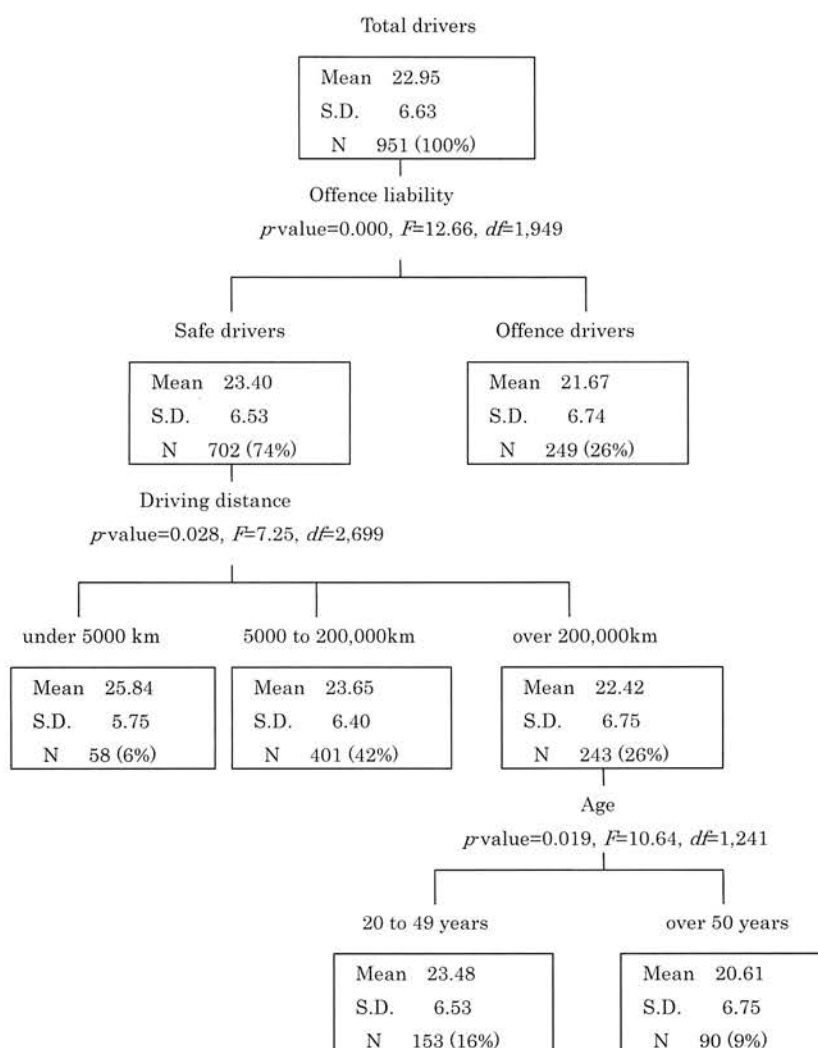 Total drivers
Mean 22.95
S.D. 6.63
N 951 (100%)
Offence liability
p-value=0.000, F=12.66, df=1,949
Safe drivers
Mean 23.40
S.D. 6.53
N 702 (74%)
Offence drivers
Mean 21.67
S.D. 6.74
N 249 (26%)
Driving distance
p-value=0.028, F=7.25, df=2,699
under 5000 km
Mean 25.84
S.D. 5.75
N 58 (6%)
5000 to 200,000km
Mean 23.65
S.D. 6.40
N 401 (42%)
over 200,000km
Mean 22.42
S.D. 6.75
N 243 (26%)
Age
p-value=0.019, F=10.64, df=1,241
20 to 49 years
Mean 23.48
S.D. 6.53
N 153 (16%)
over 50 years
Mean 20.61
S.D. 6.75
N 90 (9%)